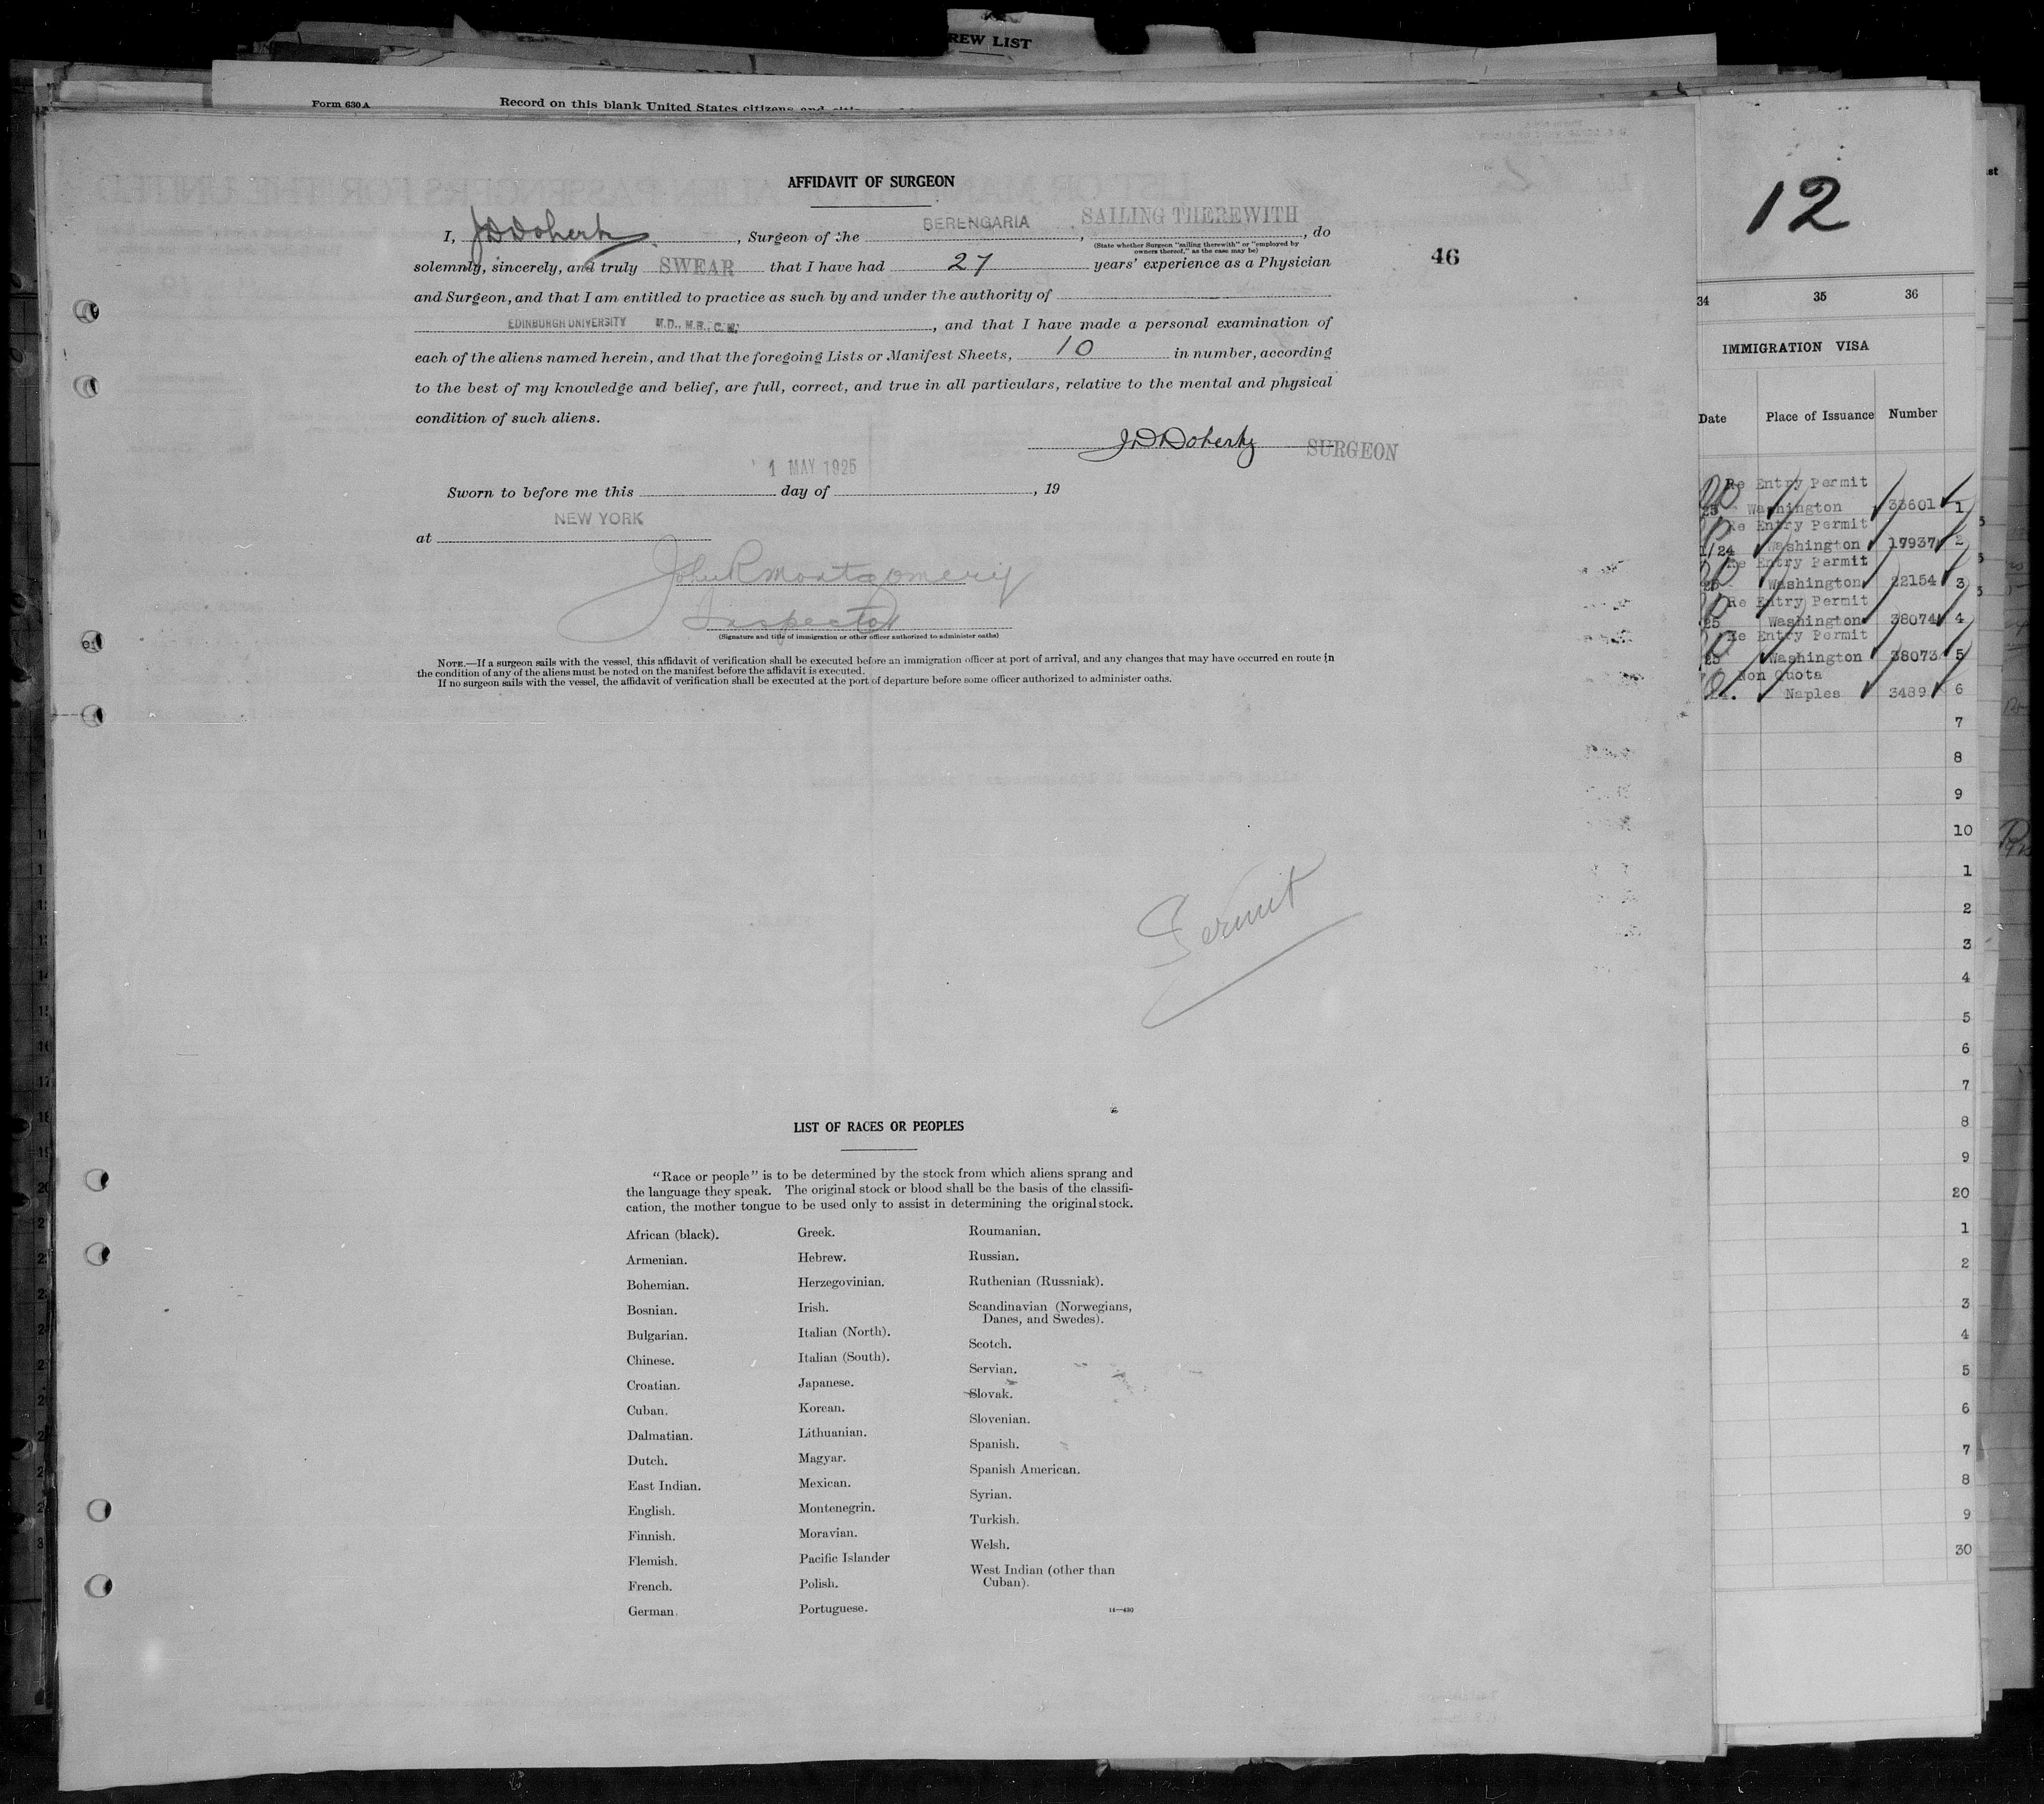 REW LIST
Form 630 A
Record on this blank United States citizens and
12
AFFIDAVIT OF SURGEON
I, J D Doherty, Surgeon of the BERENGARIA, SAILING THEREWITH, do
(State whether Surgeon "sailing therewith" or "employed by
owners thereof," as the case may be)
46
solemnly, sincerely, and truly SWEAR that I have had 27 years' experience as a Physician
and Surgeon, and that I am entitled to practice as such by and under the authority of
EDINBURGH UNIVERSITY M.D., M.B., C.M., and that I have made a personal examination of
each of the aliens named herein, and that the foregoing Lists or Manifest Sheets, 10 in number, according
to the best of my knowledge and belief, are full, correct, and true in all particulars, relative to the mental and physical
condition of such aliens.
J D Doherty SURGEON
1 MAY 1925
Sworn to before me this day of , 19
NEW YORK
at
John R Montgomery
Inspector
(Signature and title of immigration or other officer authorized to administer oaths)
NOTE.—If a surgeon sails with the vessel, this affidavit of verification shall be executed before an immigration officer at port of arrival, and any changes that may have occurred en route in
the condition of any of the aliens must be noted on the manifest before the affidavit is executed.
If no surgeon sails with the vessel, the affidavit of verification shall be executed at the port of departure before some officer authorized to administer oaths.
LIST OF RACES OR PEOPLES
"Race or people" is to be determined by the stock from which aliens sprang and
the language they speak. The original stock or blood shall be the basis of the classifi-
cation, the mother tongue to be used only to assist in determining the original stock.
African (black).
Armenian.
Bohemian.
Bosnian.
Bulgarian.
Chinese.
Croatian.
Cuban.
Dalmatian.
Dutch.
East Indian.
English.
Finnish.
Flemish.
French.
German.
Greek.
Hebrew.
Herzegovinian.
Irish.
Italian (North).
Italian (South).
Japanese.
Korean.
Lithuanian.
Magyar.
Mexican.
Montenegrin.
Moravian.
Pacific Islander
Polish.
Portuguese.
Roumanian.
Russian.
Ruthenian (Russniak).
Scandinavian (Norwegians,
Danes, and Swedes).
Scotch.
Servian.
Slovak.
Slovenian.
Spanish.
Spanish American.
Syrian.
Turkish.
Welsh.
West Indian (other than
Cuban).
14—430
34 35 36
IMMIGRATION VISA
Date Place of Issuance Number
Re Entry Permit
25 Washington 33601 1
Re Entry Permit
1/24 Washington 17937 2
Re Entry Permit
25 Washington 22154 3
Re Entry Permit
25 Washington 38074 4
Re Entry Permit
25 Washington 38073 5
Non Quota
Naples 3489 6
7
8
9
10
1
2
3
4
5
6
7
8
9
20
1
2
3
4
5
6
7
8
9
30